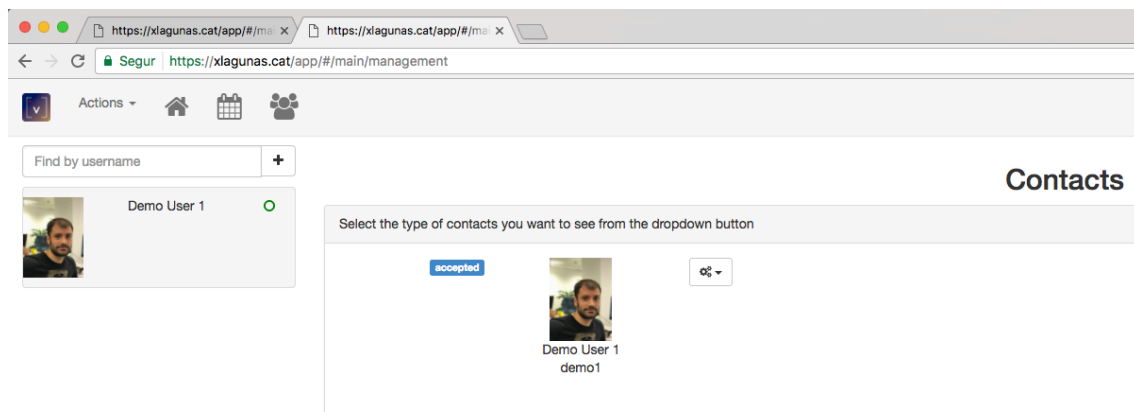 https://xlagunas.cat/app/#/mai
https://xlagunas.cat/app/#/mai
Segur https://xlagunas.cat/app/#/main/management
[v] Actions
Find by username +
Contacts
Demo User 1
Select the type of contacts you want to see from the dropdown button
accepted
Demo User 1
demo1